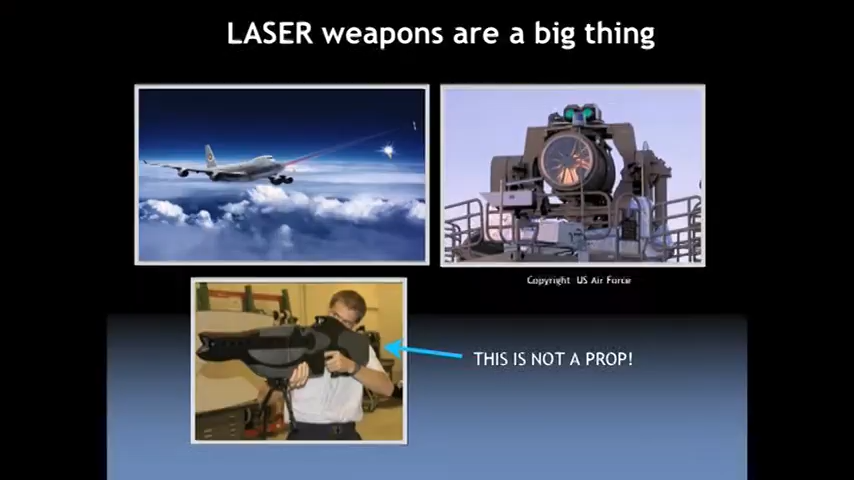 LASER weapons are a big thing
Copyright US Air Force
THIS IS NOT A PROP!